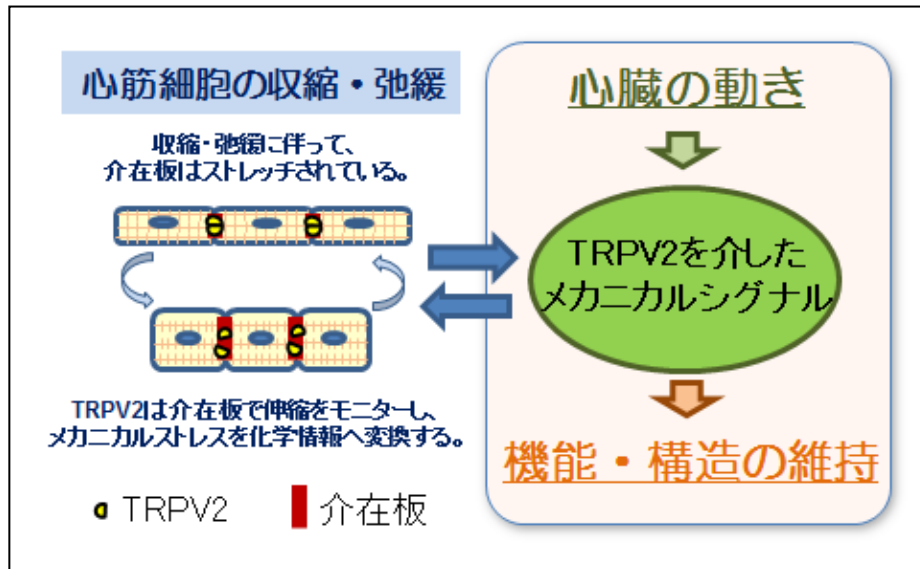 心筋細胞の収縮・弛緩
収縮・弛緩に伴って、
介在板はストレッチされている。
TRPV2は介在板で伸縮をモニターし、
メカニカルストレスを化学情報へ変換する。
TRPV2
介在板
心臓の動き
TRPV2を介した
メカニカルシグナル
機能・構造の維持